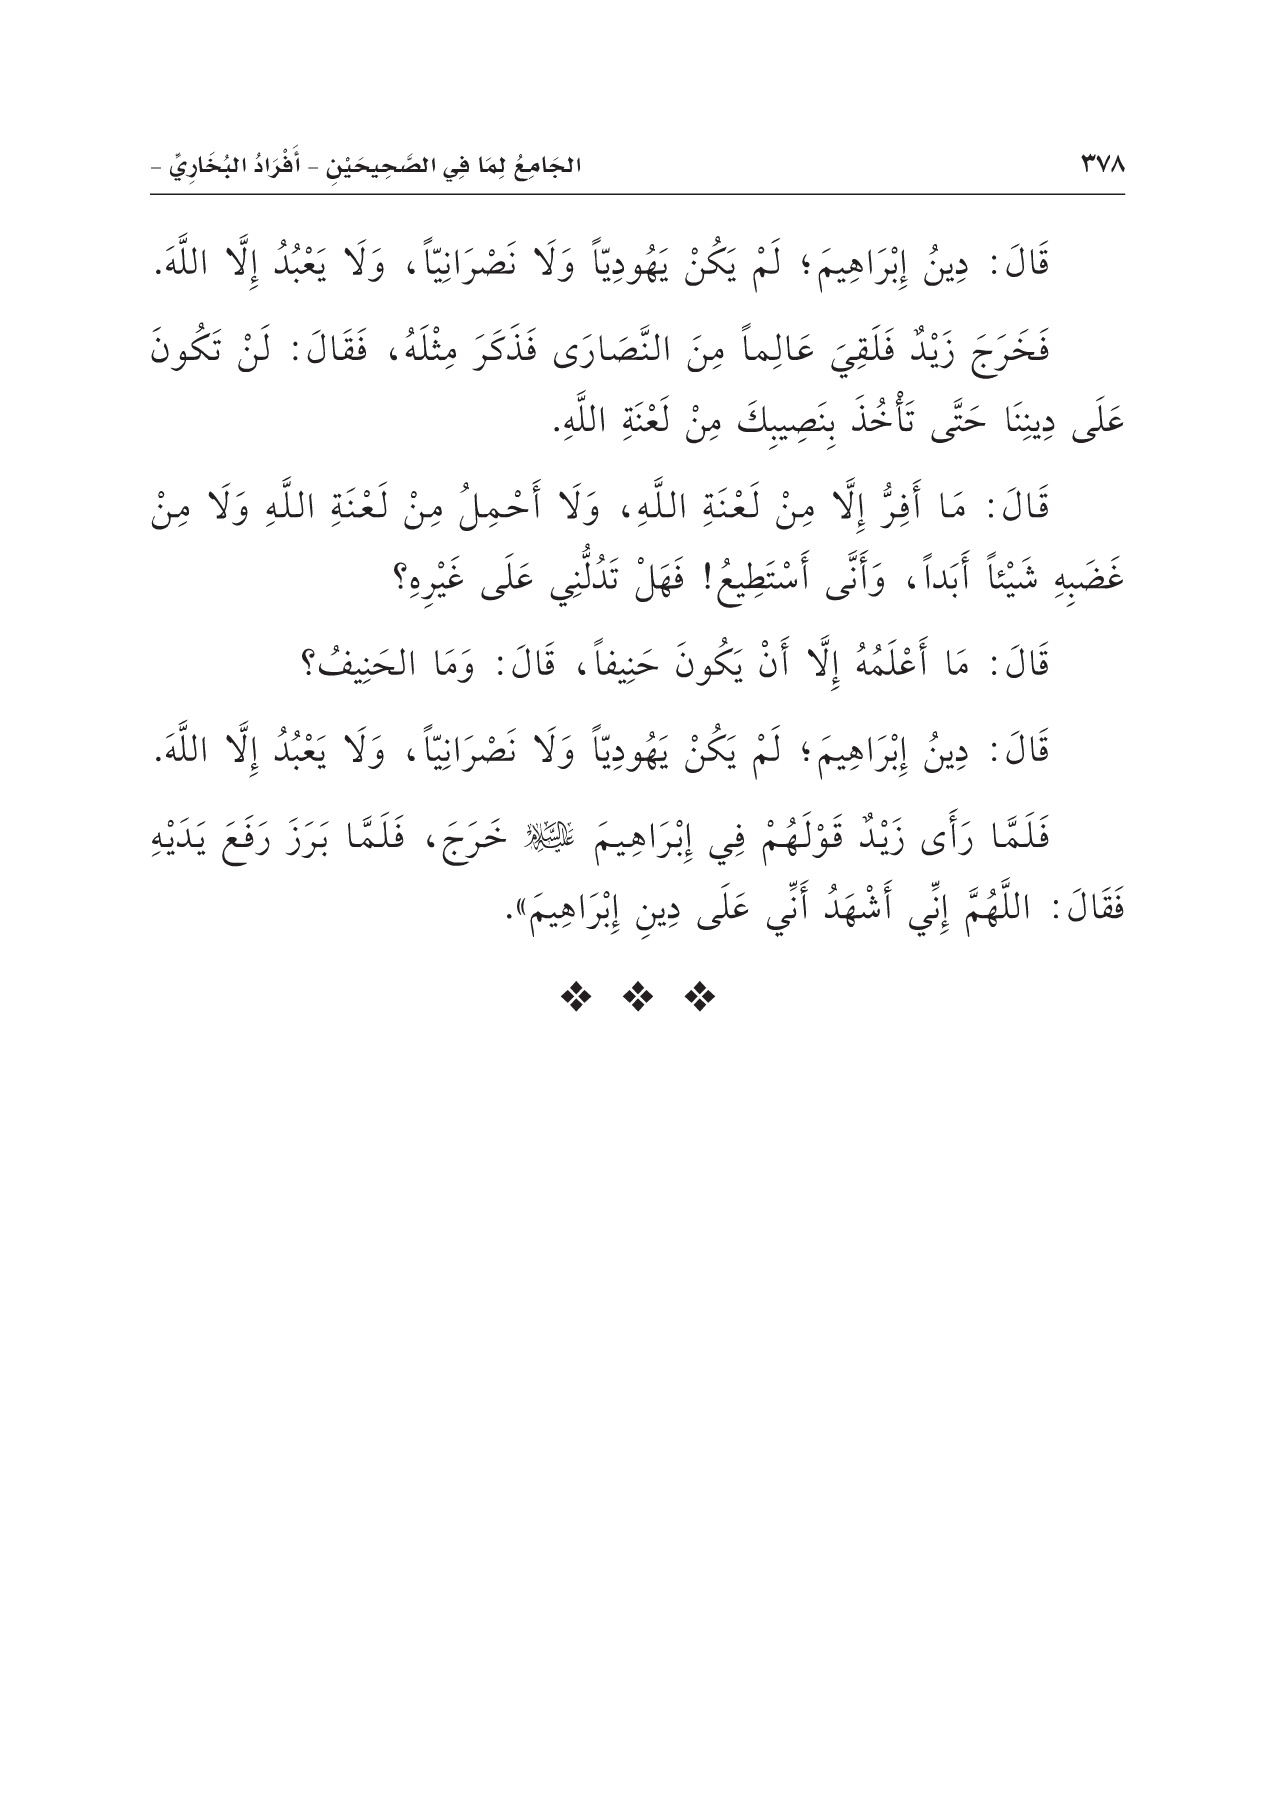 ٣٧٨ الجَامِعُ لِمَا فِي الصَّحِيحَيْنِ - أَفْرَادُ البُخَارِيِّ -
قَالَ: دِينُ إِبْرَاهِيمَ؛ لَمْ يَكُنْ يَهُودِيّاً وَلَا نَصْرَانِيّاً، وَلَا يَعْبُدُ إِلَّا اللَّهَ.
فَخَرَجَ زَيْدٌ فَلَقِيَ عَالِماً مِنَ النَّصَارَى فَذَكَرَ مِثْلَهُ، فَقَالَ: لَنْ تَكُونَ
عَلَى دِينِنَا حَتَّى تَأْخُذَ بِنَصِيبِكَ مِنْ لَعْنَةِ اللَّهِ.
قَالَ: مَا أَفِرُّ إِلَّا مِنْ لَعْنَةِ اللَّهِ، وَلَا أَحْمِلُ مِنْ لَعْنَةِ اللَّهِ وَلَا مِنْ
غَضَبِهِ شَيْئاً أَبَداً، وَأَنَّى أَسْتَطِيعُ! فَهَلْ تَدُلُّنِي عَلَى غَيْرِهِ؟
قَالَ: مَا أَعْلَمُهُ إِلَّا أَنْ يَكُونَ حَنِيفاً، قَالَ: وَمَا الحَنِيفُ؟
قَالَ: دِينُ إِبْرَاهِيمَ؛ لَمْ يَكُنْ يَهُودِيّاً وَلَا نَصْرَانِيّاً، وَلَا يَعْبُدُ إِلَّا اللَّهَ.
فَلَمَّا رَأَى زَيْدٌ قَوْلَهُمْ فِي إِبْرَاهِيمَ عليه السلام خَرَجَ، فَلَمَّا بَرَزَ رَفَعَ يَدَيْهِ
فَقَالَ: اللَّهُمَّ إِنِّي أَشْهَدُ أَنِّي عَلَى دِينِ إِبْرَاهِيمَ».